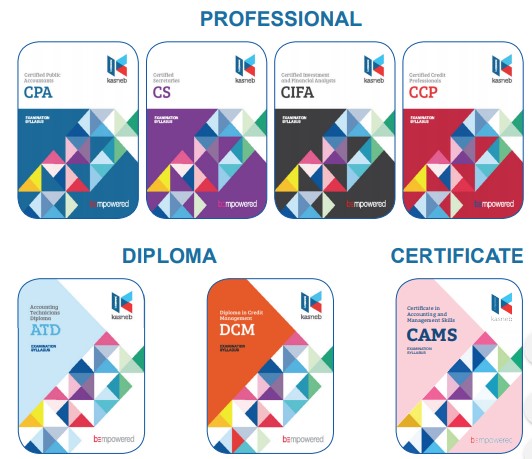 PROFESSIONAL
Certified Public
Accountants
CPA
kasneb
EXAMINATION
SYLLABUS
bempowered
Certified
Secretaries
CS
kasneb
EXAMINATION
SYLLABUS
bempowered
Certified Investment
and Financial Analysts
CIFA
kasneb
EXAMINATION
SYLLABUS
bempowered
Certified Credit
Professionals
CCP
kasneb
EXAMINATION
SYLLABUS
bempowered
DIPLOMA
CERTIFICATE
Accounting
Technicians
Diploma
ATD
kasneb
EXAMINATION
SYLLABUS
bempowered
Diploma in Credit
Management
DCM
kasneb
EXAMINATION
SYLLABUS
bempowered
Certificate in
Accounting and
Management Skills
CAMS
kasneb
EXAMINATION
SYLLABUS
bempowered